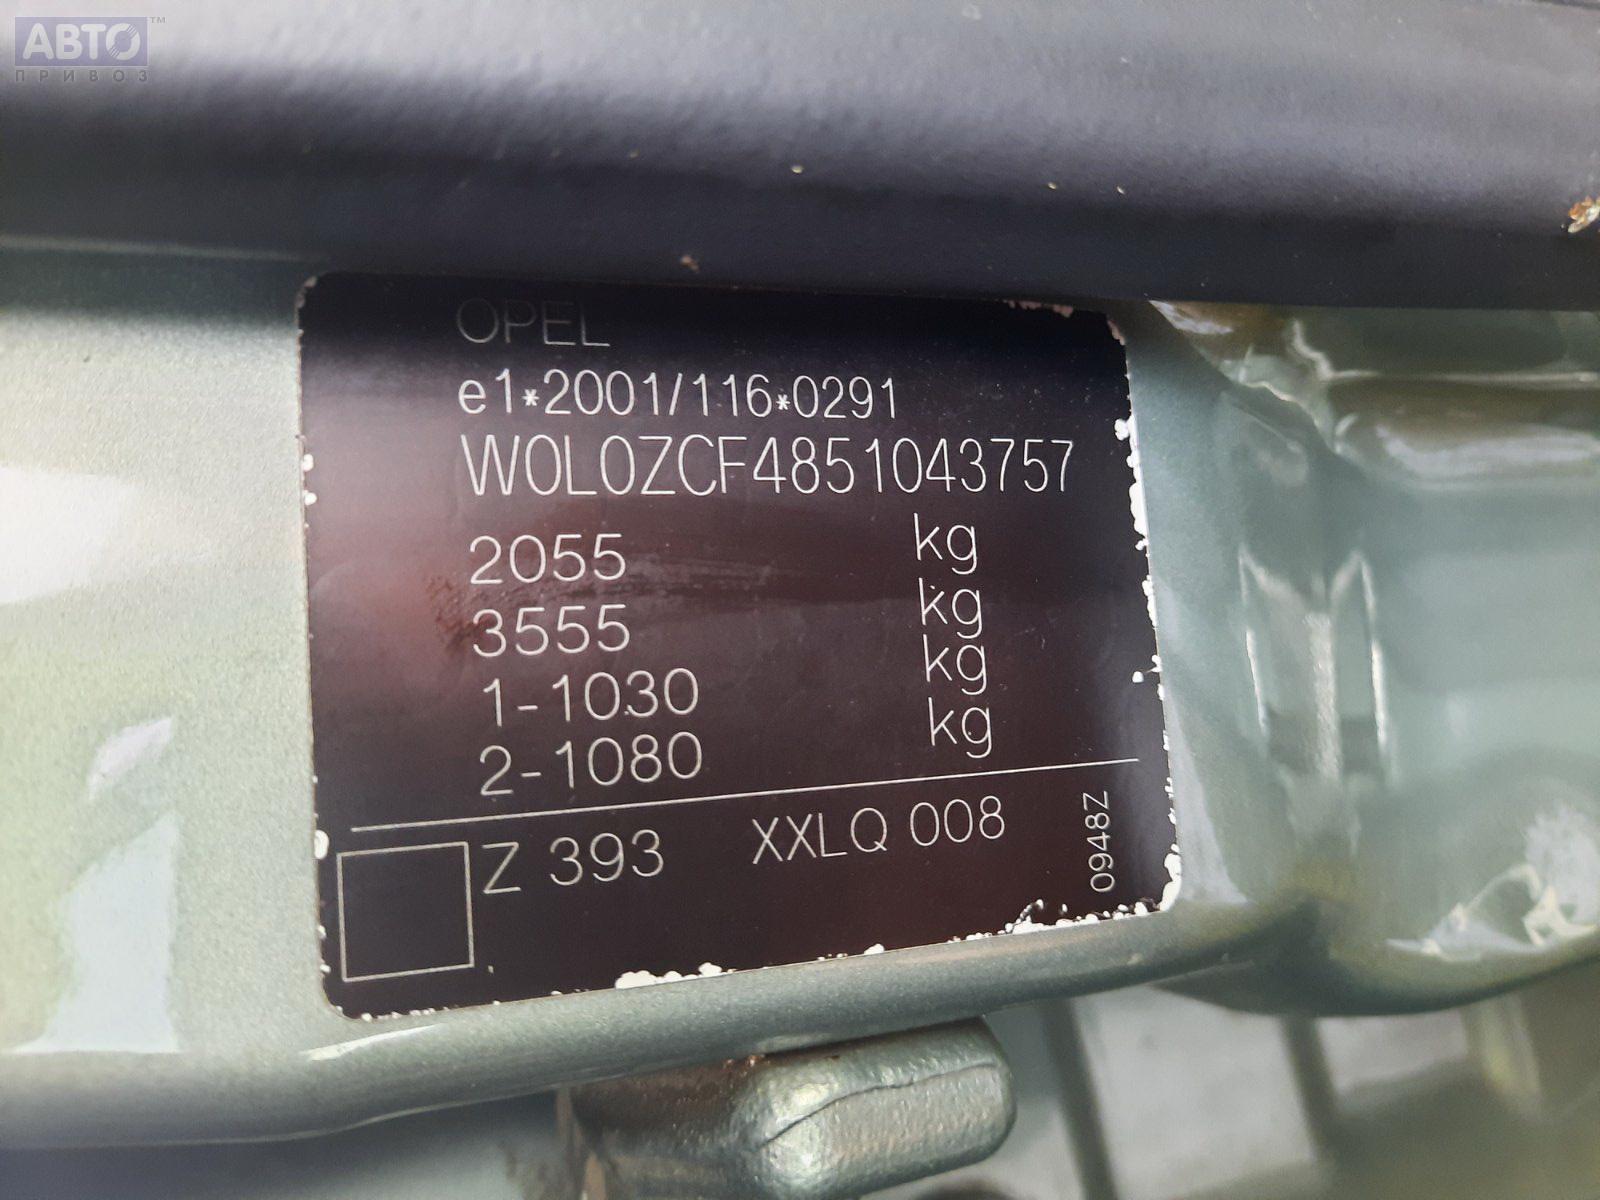 АВТО™
ПРИВОЗ
OPEL
e1*2001/116*0291
W0L0ZCF4851043757
2055 kg
3555 kg
1-1030 kg
2-1080 kg
Z 393 XXLQ 008
0948Z